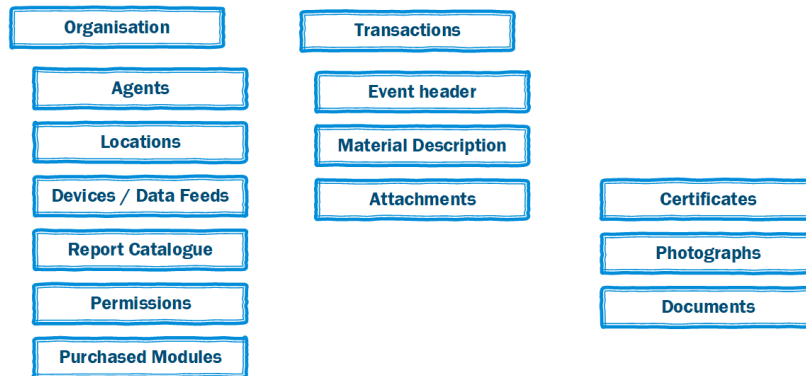 Organisation
Agents
Locations
Devices / Data Feeds
Report Catalogue
Permissions
Purchased Modules
Transactions
Event header
Material Description
Attachments
Certificates
Photographs
Documents